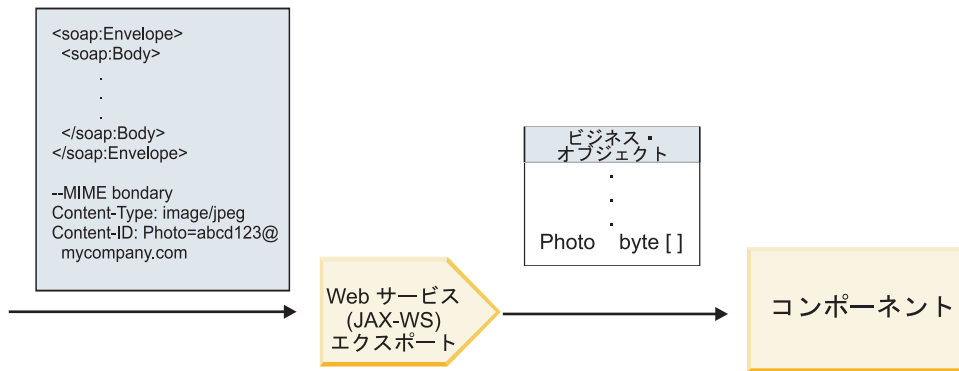 <soap:Envelope>
<soap:Body>
.
.
.
</soap:Body>
</soap:Envelope>
--MIME bondary
Content-Type: image/jpeg
Content-ID: Photo=abcd123@
mycompany.com
Web サービス
(JAX-WS)
エクスポート
ビジネス・
オブジェクト
.
.
.
Photo byte [ ]
コンポーネント